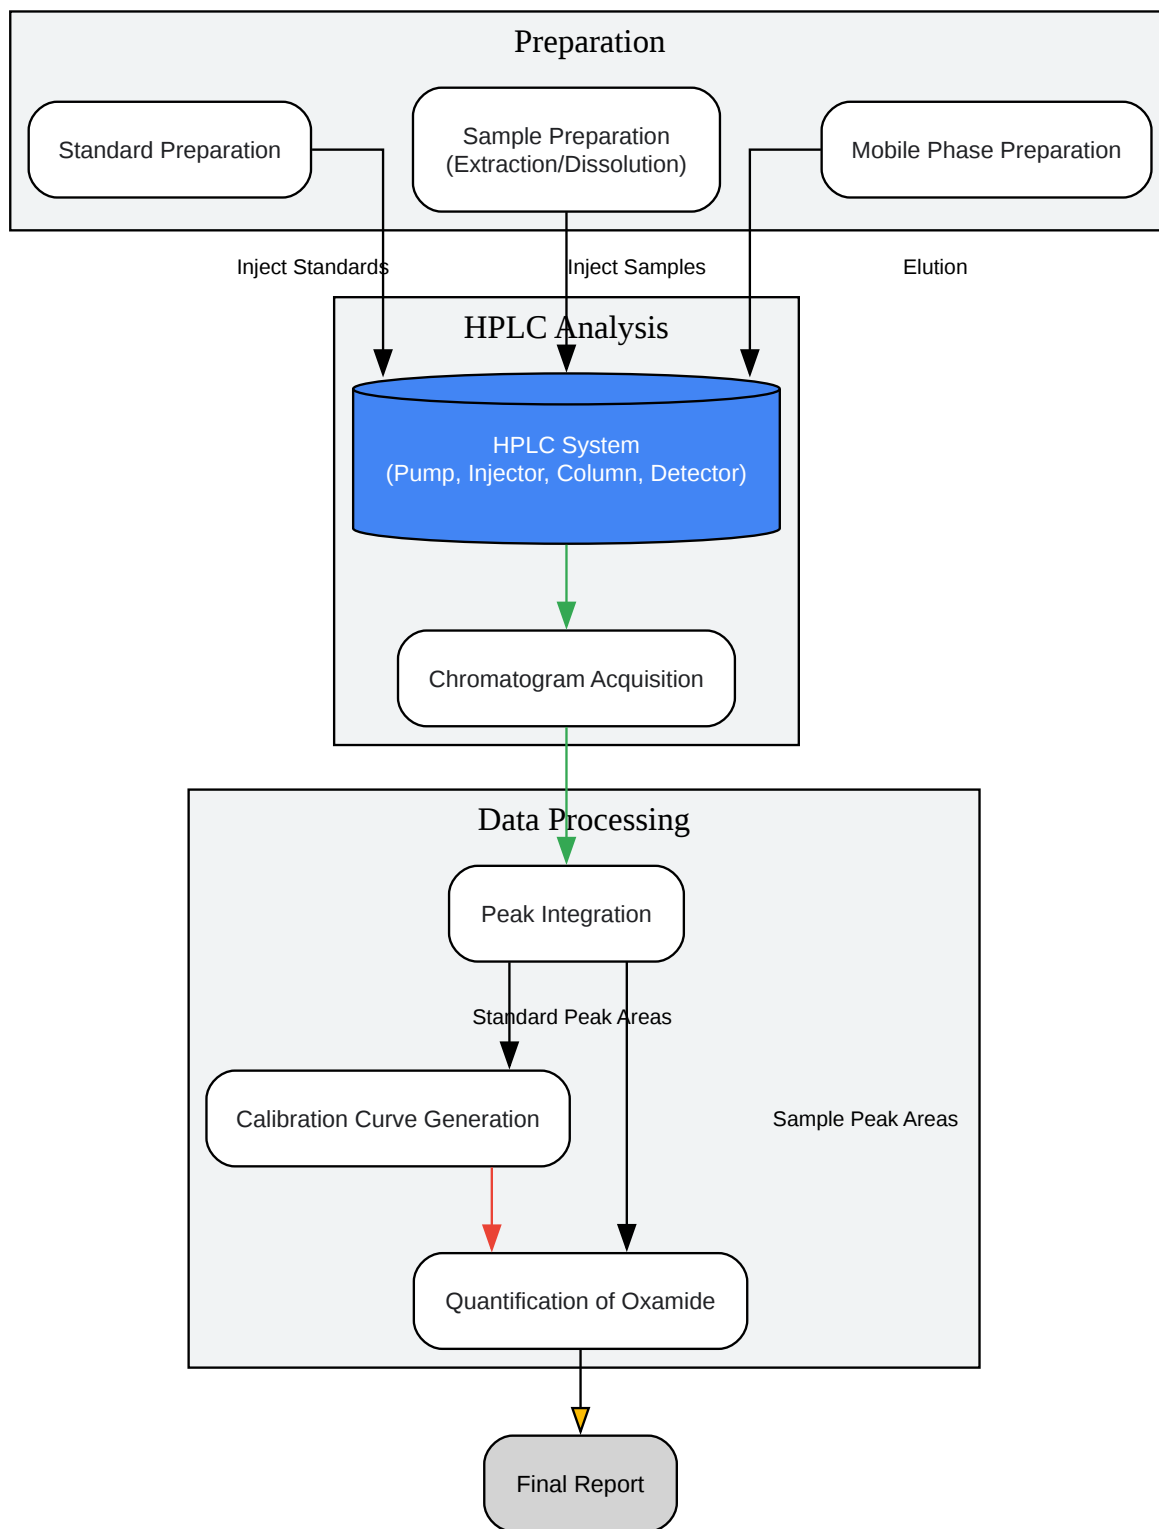 Preparation
Standard Preparation
Sample Preparation
(Extraction/Dissolution)
Mobile Phase Preparation
Inject Standards
Inject Samples
Elution
HPLC Analysis
HPLC System
(Pump, Injector, Column, Detector)
Chromatogram Acquisition
Data Processing
Peak Integration
Standard Peak Areas
Calibration Curve Generation
Sample Peak Areas
Quantification of Oxamide
Final Report